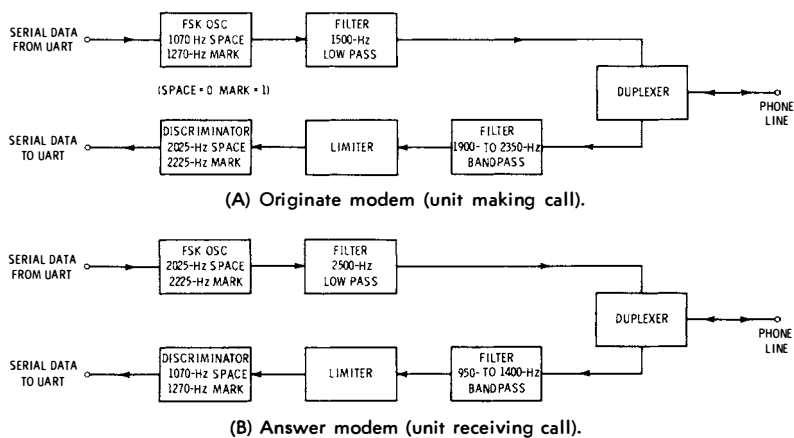 SERIAL DATA
FROM UART
FSK OSC
1070 HZ SPACE
1270-HZ MARK
FILTER
1500-HZ
LOW PASS
DUPLEXER
PHONE
LINE
(SPACE = 0 MARK = 1)
SERIAL DATA
TO UART
DISCRIMINATOR
2025-HZ SPACE
2225-HZ MARK
LIMITER
FILTER
1900- TO 2350-HZ
BANDPASS
(A) Originate modem (unit making call).
SERIAL DATA
FROM UART
FSK OSC
2025-HZ SPACE
2225-HZ MARK
FILTER
2500-HZ
LOW PASS
DUPLEXER
PHONE
LINE
SERIAL DATA
TO UART
DISCRIMINATOR
1070-HZ SPACE
1270-HZ MARK
LIMITER
FILTER
950- TO 1400-HZ
BANDPASS
(B) Answer modem (unit receiving call).